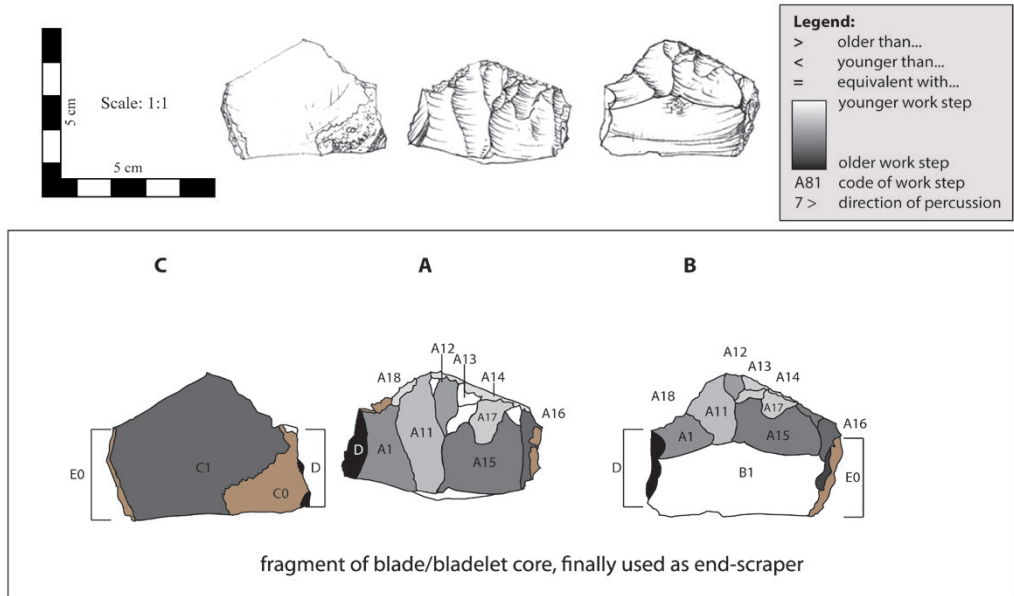 Legend:
> older than...
< younger than...
= equivalent with...
younger work step
older work step
A81 code of work step
7 > direction of percussion
5 cm
Scale: 1:1
5 cm
C
A
B
A12
A13
A18
A14
A17
A16
D
A1
A11
A15
E0
C1
C0
D
A12
A13
A14
A18
A11
A17
A16
A1
A15
D
B1
E0
fragment of blade/bladelet core, finally used as end-scraper